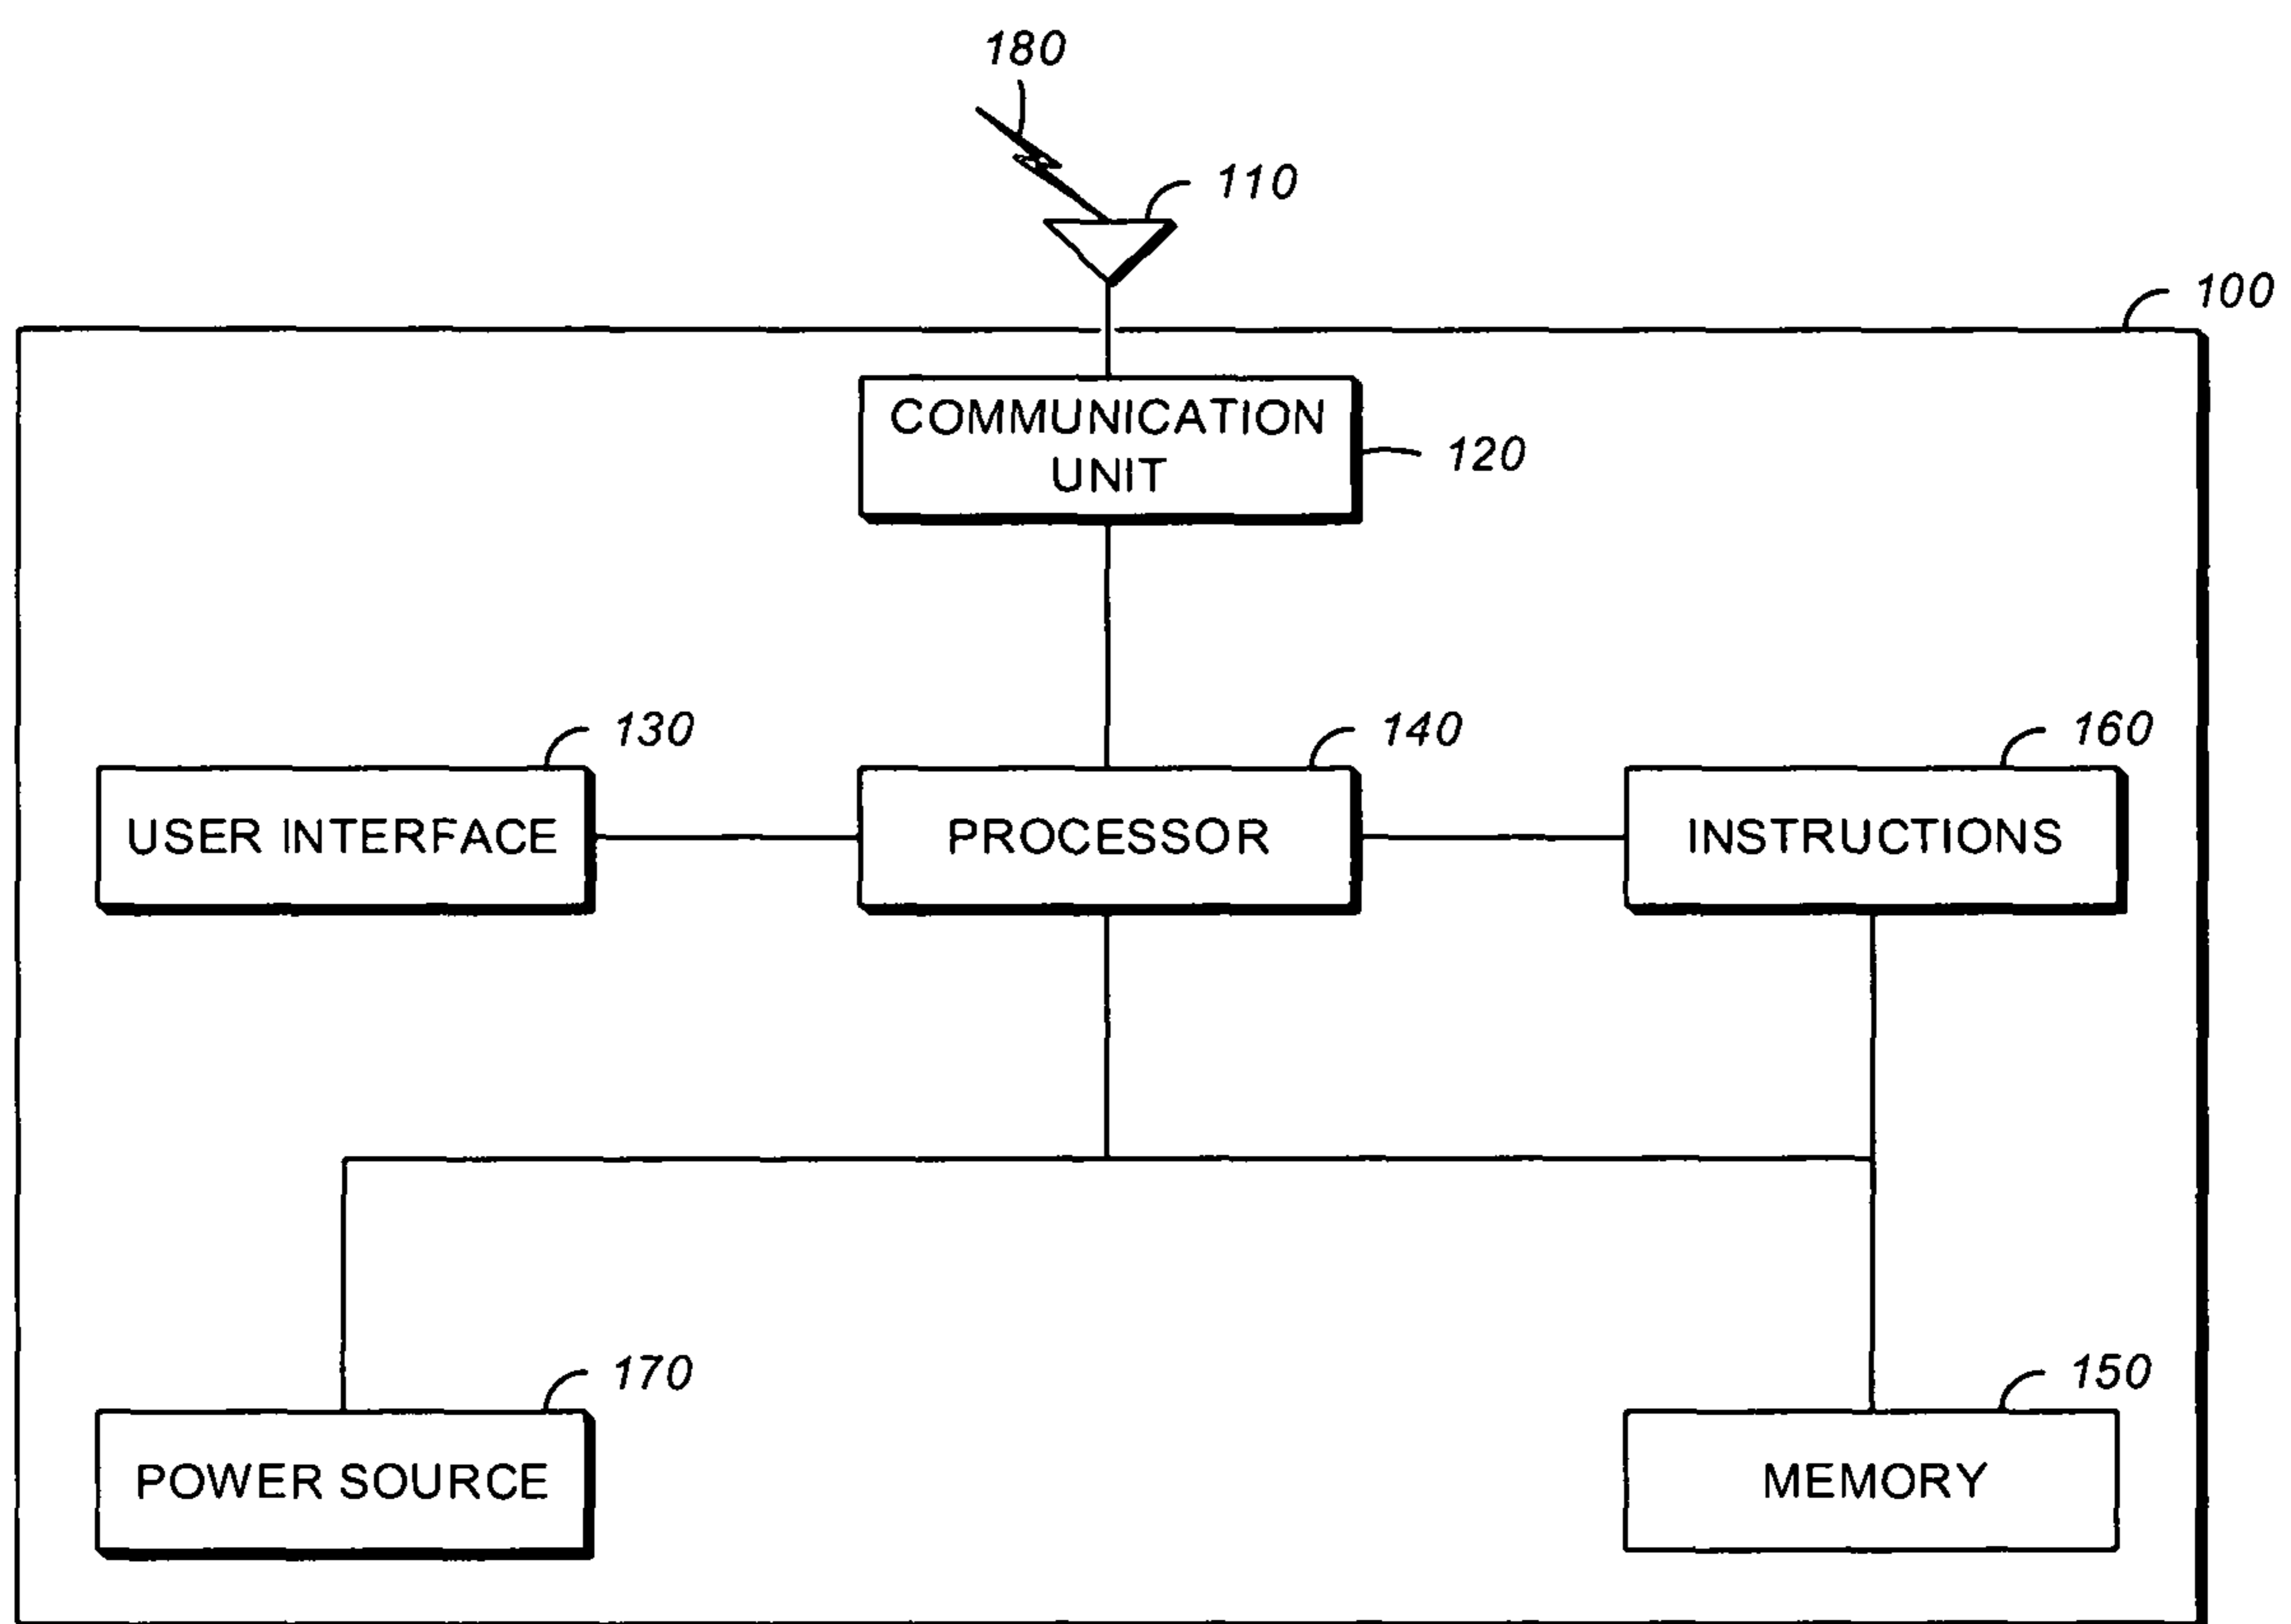 180
110
100
COMMUNICATION
UNIT
120
130
140
160
USER INTERFACE
PROCESSOR
INSTRUCTIONS
170
150
POWER SOURCE
MEMORY